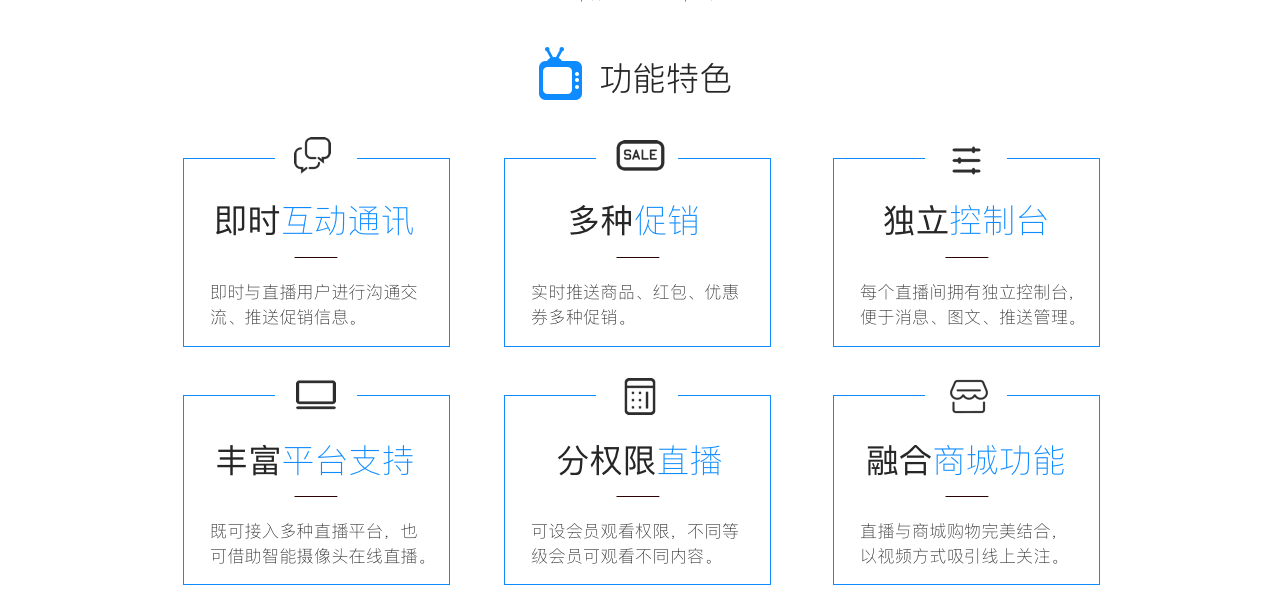 功能特色
SALE
即时互动通讯
即时与直播用户进行沟通交
流、推送促销信息。
多种促销
实时推送商品、红包、优惠
券多种促销。
独立控制台
每个直播间拥有独立控制台，
便于消息、图文、推送管理。
丰富平台支持
既可接入多种直播平台，也
可借助智能摄像头在线直播。
分权限直播
可设会员观看权限，不同等
级会员可观看不同内容。
融合商城功能
直播与商城购物完美结合，
以视频方式吸引线上关注。